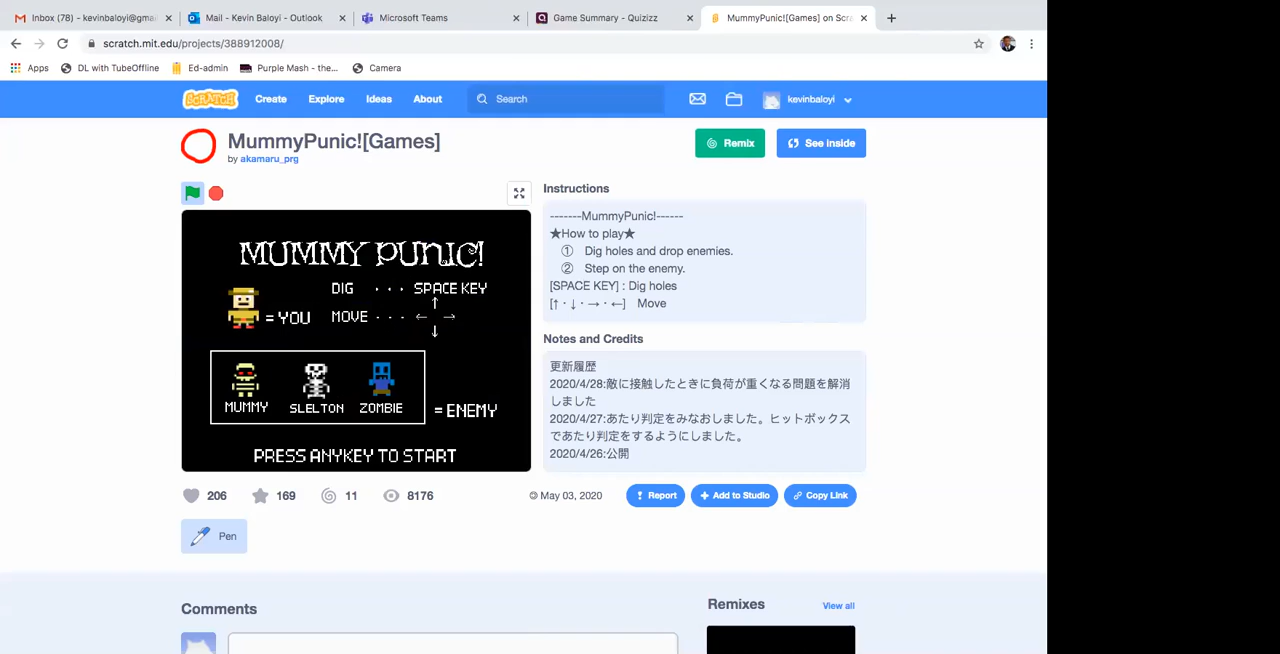 Inbox (78) - kevinbaloyi@gmai
Mail - Kevin Baloyi - Outlook
Microsoft Teams
Game Summary - Quizizz
MummyPunic![Games] on Scra
scratch.mit.edu/projects/388912008/
Apps
DL with TubeOffline
Ed-admin
Purple Mash - the...
Camera
SCRATCH
Create
Explore
Ideas
About
Search
kevinbaloyi
MummyPunic![Games]
by akamaru_prg
Remix
See inside
MUMMY PUNIC!
DIG ・・・ SPACE KEY
↑
= YOU MOVE ・・・ ← →
↓
MUMMY SLELTON ZOMBIE
= ENEMY
PRESS ANYKEY TO START
Instructions
-------MummyPunic!------
★How to play★
① Dig holes and drop enemies.
② Step on the enemy.
[SPACE KEY] : Dig holes
[↑・↓・→・←] Move
Notes and Credits
更新履歴
2020/4/28:敵に接触したときに負荷が重くなる問題を解消
しました
2020/4/27:あたり判定をみなおしました。ヒットボックス
であたり判定をするようにしました。
2020/4/26:公開
206
169
11
8176
© May 03, 2020
Report
Add to Studio
Copy Link
Pen
Comments
Remixes
View all